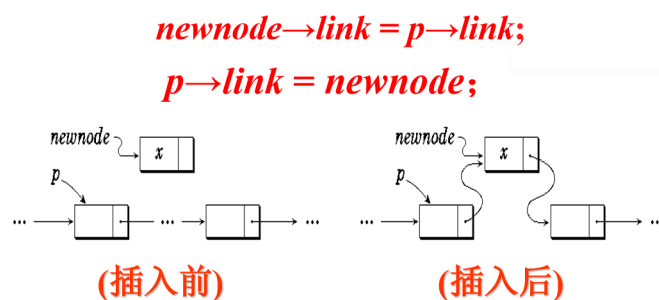 newnode→link = p→link;
p→link = newnode；
newnode x newnode x
p p
... ... ... ... ...
(插入前) (插入后)